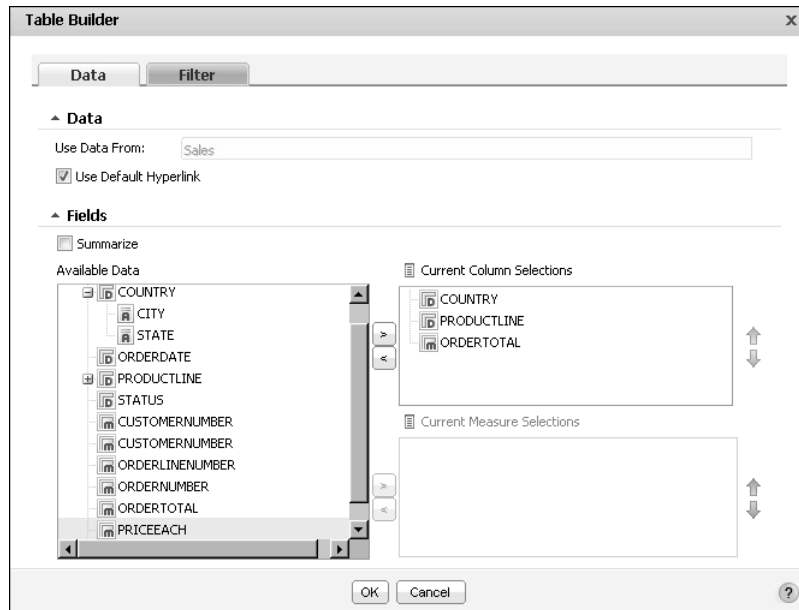 Table Builder x
Data Filter
Data
Use Data From: Sales
Use Default Hyperlink
Fields
Summarize
Available Data
COUNTRY
CITY
STATE
ORDERDATE
PRODUCTLINE
STATUS
CUSTOMERNUMBER
CUSTOMERNUMBER
ORDERLINENUMBER
ORDERNUMBER
ORDERTOTAL
PRICEEACH
>
<
Current Column Selections
COUNTRY
PRODUCTLINE
ORDERTOTAL
Current Measure Selections
>
<
OK Cancel ?